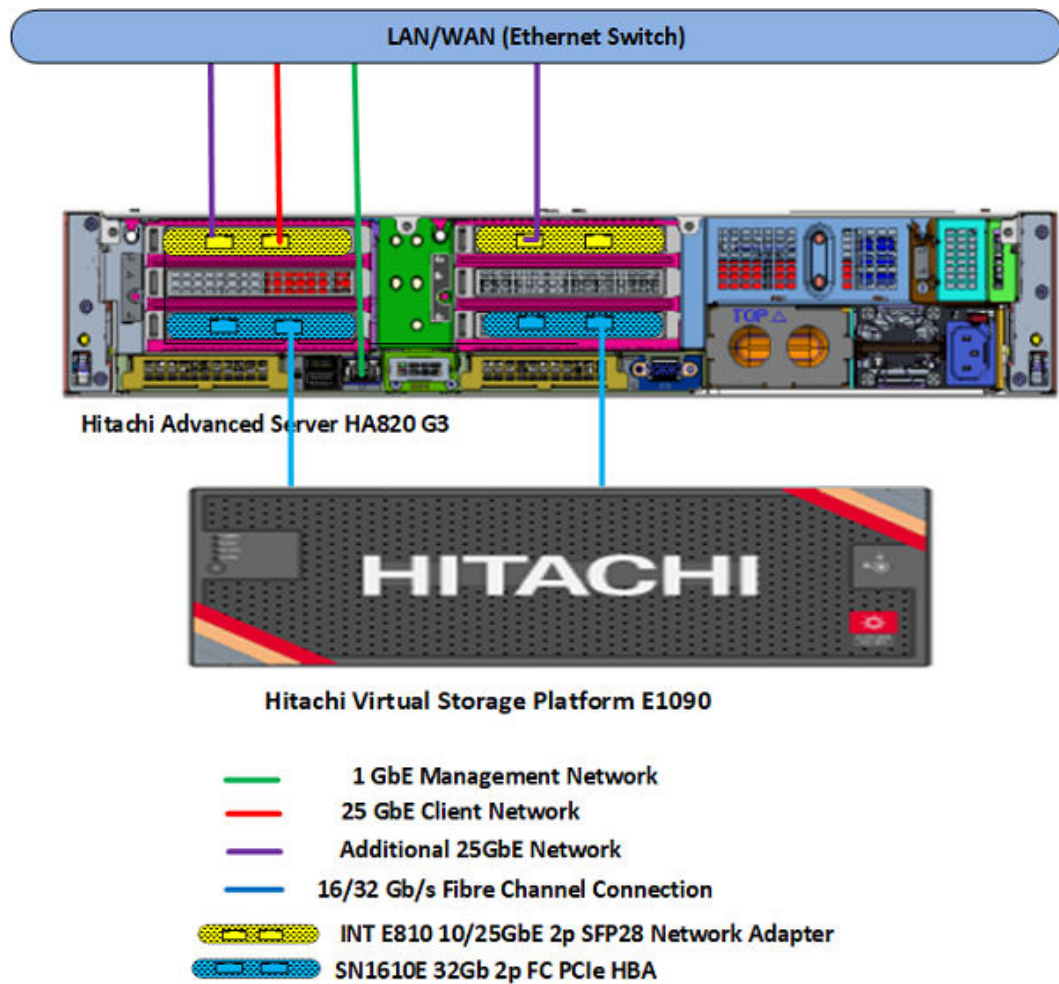 LAN/WAN (Ethernet Switch)
TOP △
Hitachi Advanced Server HA820 G3
HITACHI
Hitachi Virtual Storage Platform E1090
1 GbE Management Network
25 GbE Client Network
Additional 25GbE Network
16/32 Gb/s Fibre Channel Connection
INT E810 10/25GbE 2p SFP28 Network Adapter
SN1610E 32Gb 2p FC PCIe HBA